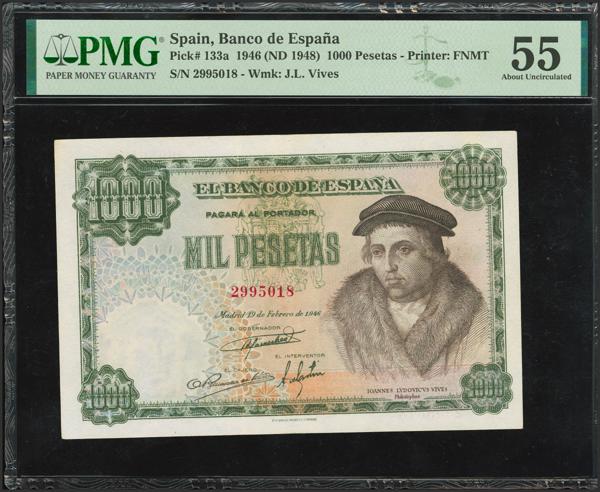 PMG
PAPER MONEY GUARANTY
Spain, Banco de España
Pick# 133a 1946 (ND 1948) 1000 Pesetas - Printer: FNMT
S/N 2995018 - Wmk: J.L. Vives
55
About Uncirculated
1000
1000
EL BANCO DE ESPAÑA
PAGARÁ AL PORTADOR
MIL PESETAS
2995018
Madrid 19 de Febrero de 1946
EL GOBERNADOR
EL INTERVENTOR
EL CAJERO
IOANNES LVDOVICVS VIVES
Philosophus
1000
1000